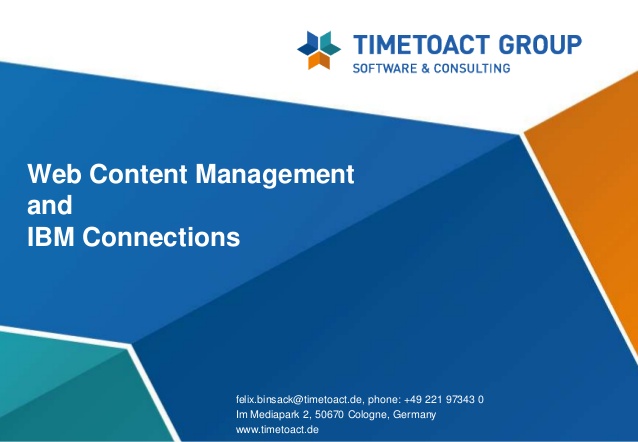 TIMETOACT GROUP
SOFTWARE & CONSULTING
Web Content Management
and
IBM Connections
felix.binsack@timetoact.de, phone: +49 221 97343 0
Im Mediapark 2, 50670 Cologne, Germany
www.timetoact.de